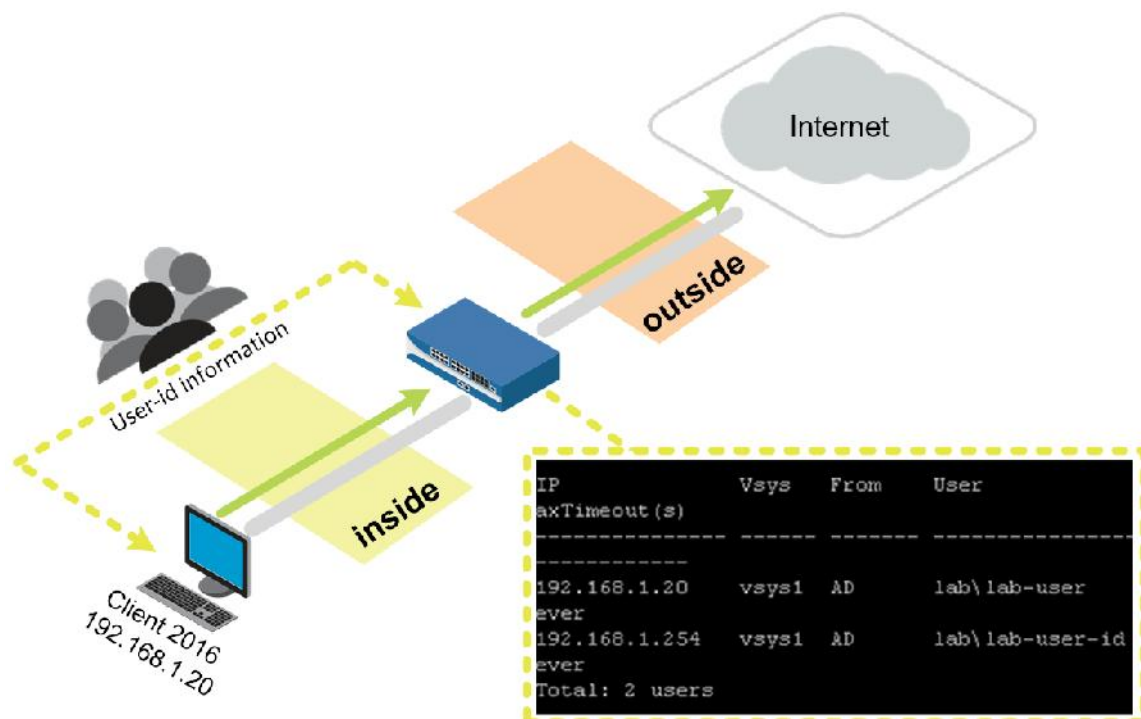 Internet
outside
User-id information
inside
Client 2016
192.168.1.20
IP Vsys From User
axTimeout(s)
--------------- ------ ------- -----------------
------------
192.168.1.20 vsys1 AD lab\lab-user
ever
192.168.1.254 vsys1 AD lab\lab-user-id
ever
Total: 2 users